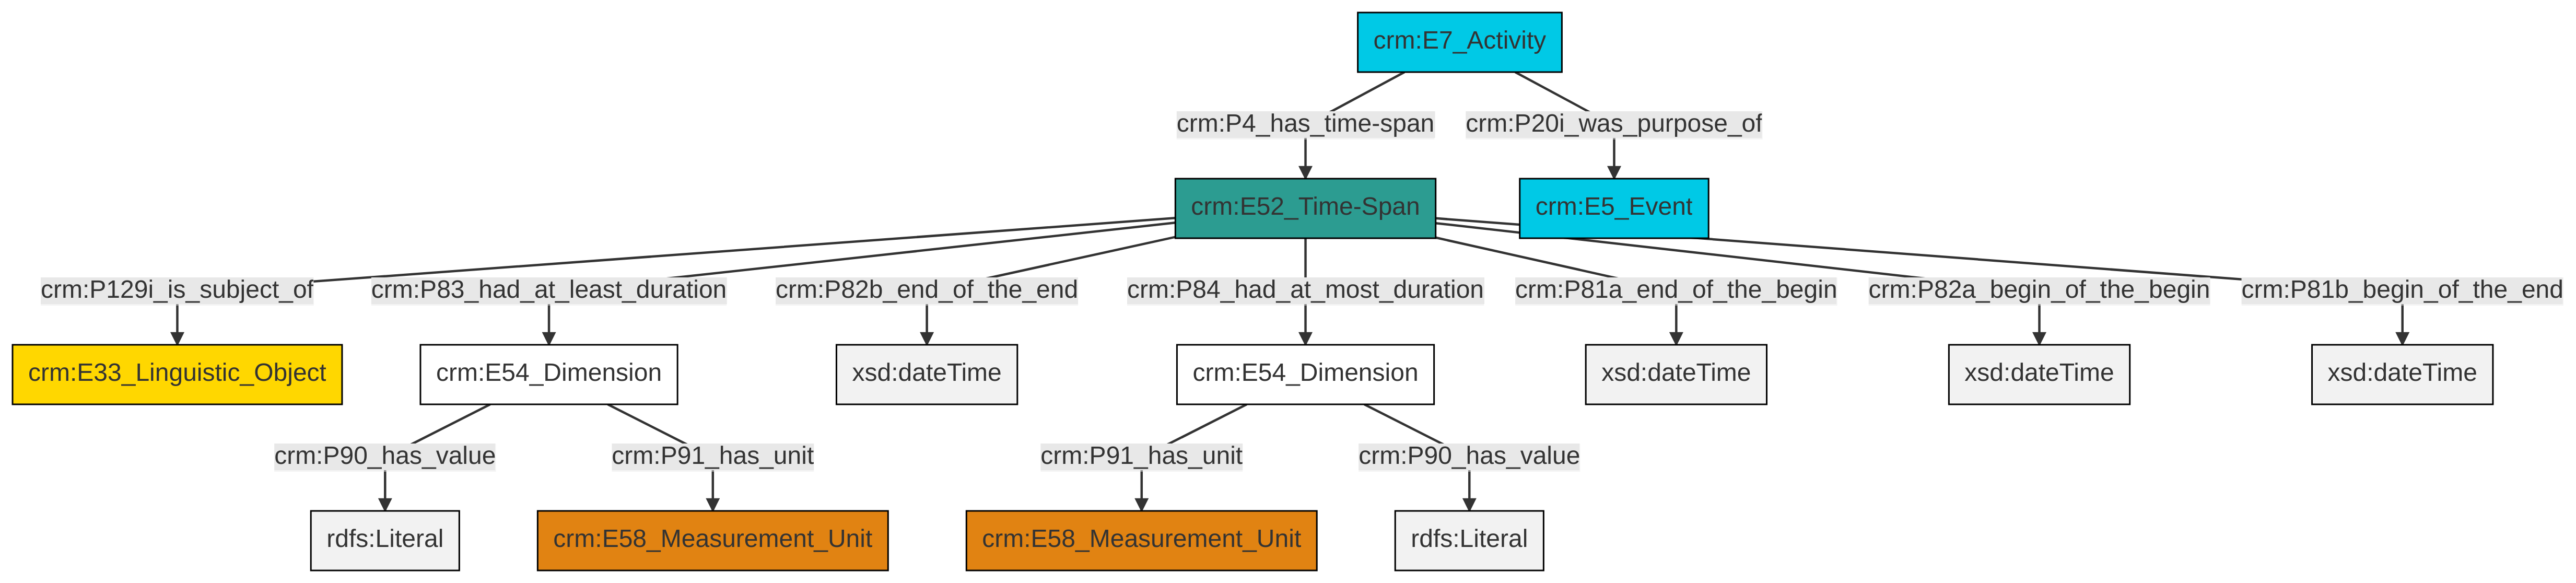 crm:E7_Activity
crm:P4_has_time-span
crm:P20i_was_purpose_of
crm:E52_Time-Span
crm:E5_Event
crm:P129i_is_subject_of
crm:P83_had_at_least_duration
crm:P82b_end_of_the_end
crm:P84_had_at_most_duration
crm:P81a_end_of_the_begin
crm:P82a_begin_of_the_begin
crm:P81b_begin_of_the_end
crm:E33_Linguistic_Object
crm:E54_Dimension
xsd:dateTime
crm:E54_Dimension
xsd:dateTime
xsd:dateTime
xsd:dateTime
crm:P90_has_value
crm:P91_has_unit
crm:P91_has_unit
crm:P90_has_value
rdfs:Literal
crm:E58_Measurement_Unit
crm:E58_Measurement_Unit
rdfs:Literal